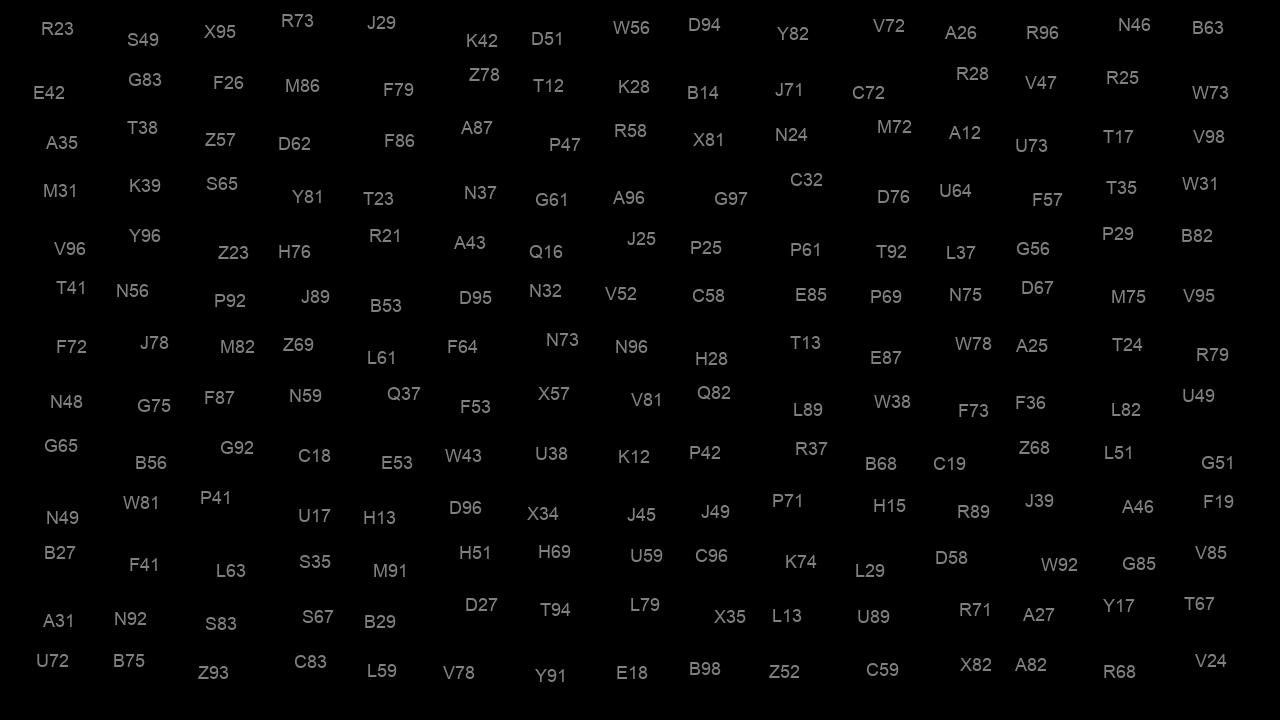 R23 S49 X95 R73 J29 K42 D51 W56 D94 Y82 V72 A26 R96 N46 B63
E42 G83 F26 M86 F79 Z78 T12 K28 B14 J71 C72 R28 V47 R25 W73
A35 T38 Z57 D62 F86 A87 P47 R58 X81 N24 M72 A12 U73 T17 V98
M31 K39 S65 Y81 T23 N37 G61 A96 G97 C32 D76 U64 F57 T35 W31
V96 Y96 Z23 H76 R21 A43 Q16 J25 P25 P61 T92 L37 G56 P29 B82
T41 N56 P92 J89 B53 D95 N32 V52 C58 E85 P69 N75 D67 M75 V95
F72 J78 M82 Z69 L61 F64 N73 N96 H28 T13 E87 W78 A25 T24 R79
N48 G75 F87 N59 Q37 F53 X57 V81 Q82 L89 W38 F73 F36 L82 U49
G65 B56 G92 C18 E53 W43 U38 K12 P42 R37 B68 C19 Z68 L51 G51
N49 W81 P41 U17 H13 D96 X34 J45 J49 P71 H15 R89 J39 A46 F19
B27 F41 L63 S35 M91 H51 H69 U59 C96 K74 L29 D58 W92 G85 V85
A31 N92 S83 S67 B29 D27 T94 L79 X35 L13 U89 R71 A27 Y17 T67
U72 B75 Z93 C83 L59 V78 Y91 E18 B98 Z52 C59 X82 A82 R68 V24